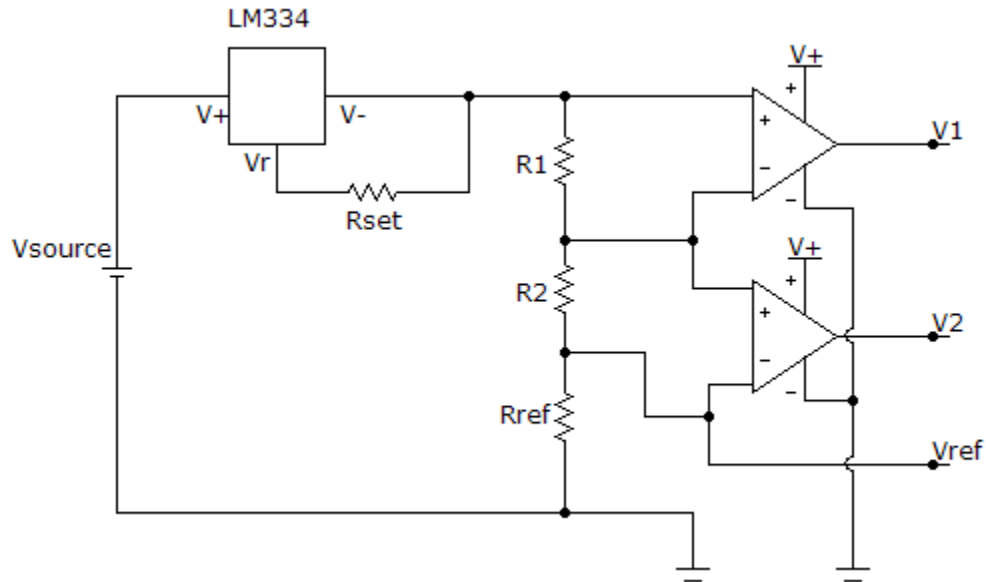 LM334
V+
V+ V-
+
R1
+
V1
Vr
-
Rset
-
Vsource
V+
R2
+
+
V2
-
Rref
-
Vref